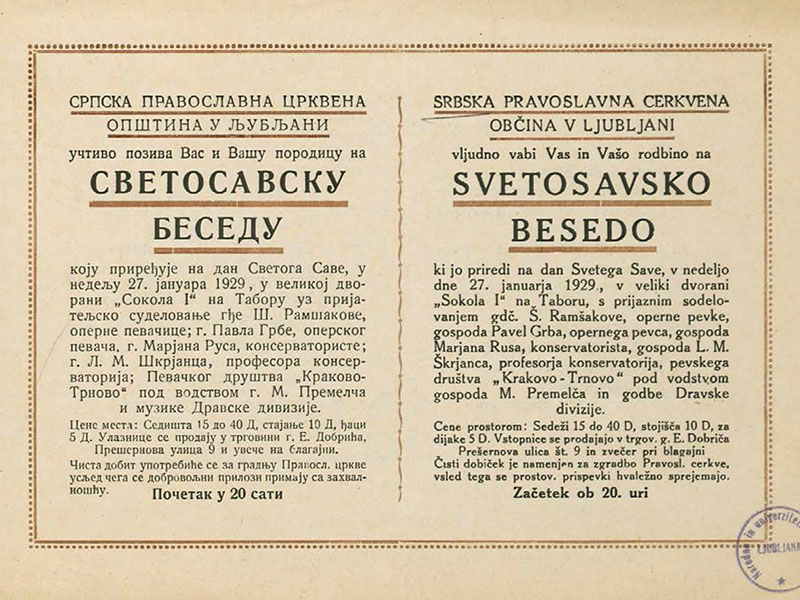 СРПСКА ПРАВОСЛАВНА ЦРКВЕНА
ОПШТИНА У ЉУБЉАНИ
учтиво позива Вас и Вашу породицу на
СВЕТОСАВСКУ
БЕСЕДУ
коју приређује на дан Светога Саве, у
недељу 27. јануара 1929, у великој дво-
рани „Сокола I“ на Табору уз прија-
тељско суделовање гђе Ш. Рамшакове,
оперне певачице; г. Павла Грбе, оперског
певача, г. Марјана Руса, консерватористе;
г. Л. М. Шкрјанца, професора консер-
ваторија; Певачког друштва „Краково-
Трново“ под водством г. М. Премелча
и музике Дравске дивизије.
Цене места: Седишта 15 до 40 Д, стајање 10 Д, ђаци
5 Д. Улазнице се продају у трговини г. Е. Добрића,
Прешернова улица 9 и увече на благајни.
Чиста добит употребиће се за градњу Правосл. цркве
усљед чега се добровољни прилози примају са захвал-
ношћу.
Почетак у 20 сати
SRBSKA PRAVOSLAVNA CERKVENA
OBČINA V LJUBLJANI
vljudno vabi Vas in Vašo rodbino na
SVETOSAVSKO
BESEDO
ki jo priredi na dan Svetega Save, v nedeljo
dne 27. januarja 1929., v veliki dvorani
„Sokola I“ na Taboru, s prijaznim sodelo-
vanjem gdč. Š. Ramšakove, operne pevke,
gospoda Pavel Grba, opernega pevca, gospoda
Marjana Rusa, konservatorista, gospoda L. M.
Škrjanca, profesorja konservatorija, pevskega
društva „Krakovo-Trnovo“ pod vodstvom
gospoda M. Premelča in godbe Dravske
divizije.
Cene prostorom: Sedeži 15 do 40 D, stojišča 10 D, za
dijake 5 D. Vstopnice se prodajajo v trgov. g. E. Dobriča
Prešernova ulica št. 9 in zvečer pri blagajni
Čisti dobiček je namenjen za zgradbo Pravosl. cerkve,
vsled tega se prostov. prispevki hvaležno sprejemajo.
Začetek ob 20. uri
Narodna in univerzitet
LJUBLJANA